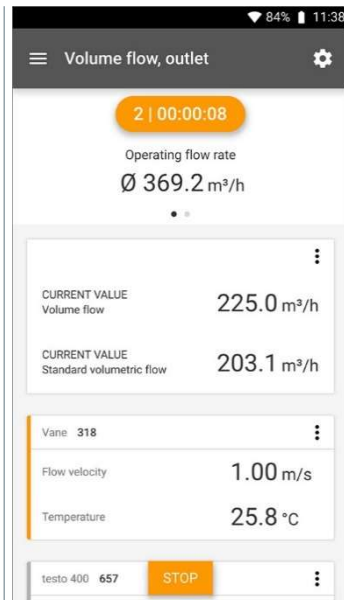 84% 11:38
Volume flow, outlet
2 | 00:00:08
Operating flow rate
Ø 369.2 m³/h
CURRENT VALUE
Volume flow
225.0 m³/h
CURRENT VALUE
Standard volumetric flow
203.1 m³/h
Vane 318
Flow velocity
1.00 m/s
Temperature
25.8 °C
testo 400 657
STOP